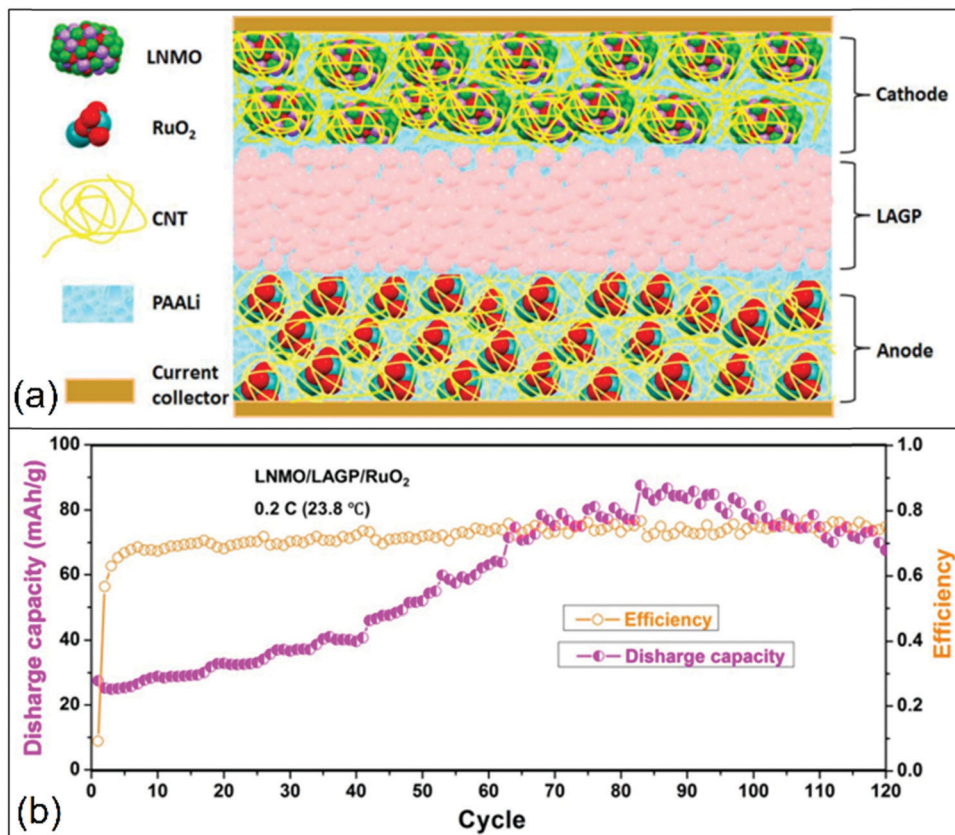 (a)
LNMO
RuO₂
CNT
PAALi
Current
collector
Cathode
LAGP
Anode
(b)
Disharge capacity (mAh/g)
100
80
60
40
20
0
LNMO/LAGP/RuO₂
0.2 C (23.8 ℃)
Efficiency
Disharge capacity
1.0
0.8
0.6
0.4
0.2
0.0
Efficiency
0 10 20 30 40 50 60 70 80 90 100 110 120
Cycle